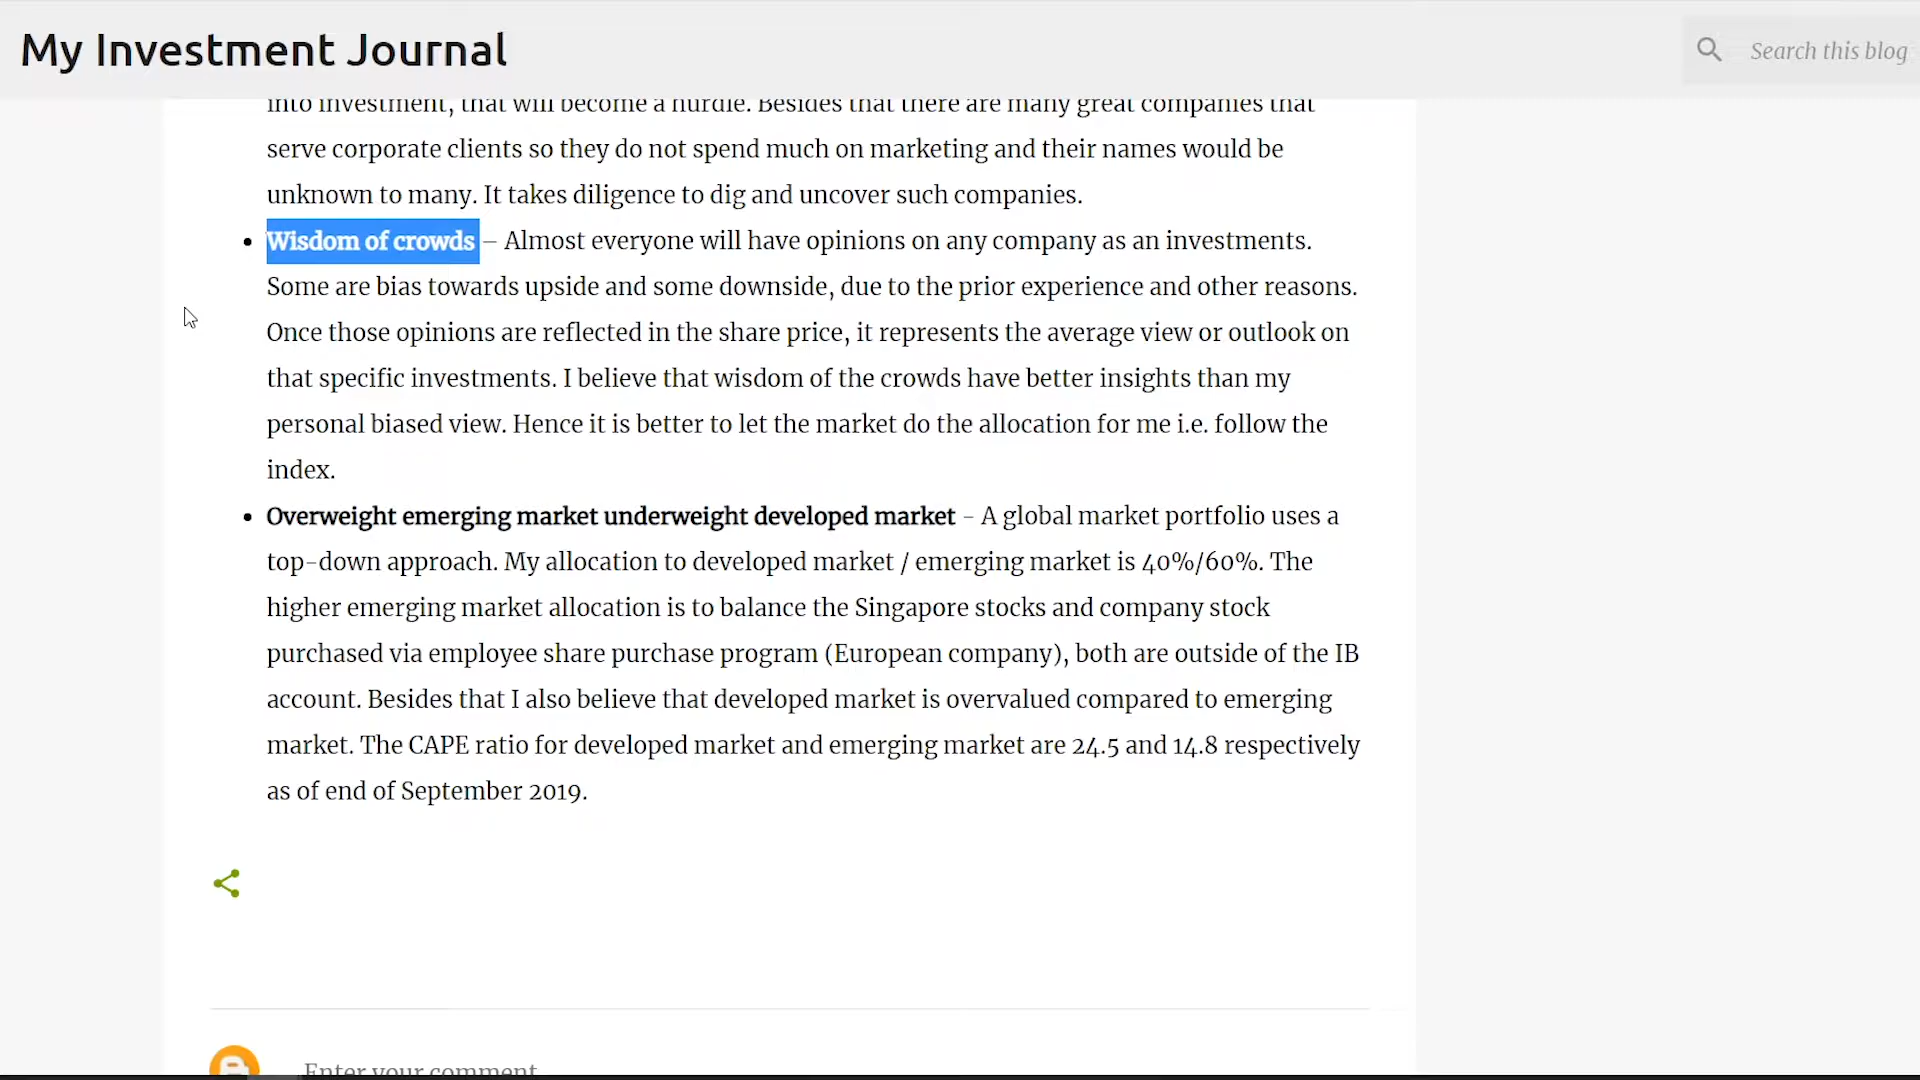 My Investment Journal
Search this blog
into investment, that will become a hurdle. Besides that there are many great companies that
serve corporate clients so they do not spend much on marketing and their names would be
unknown to many. It takes diligence to dig and uncover such companies.
Wisdom of crowds – Almost everyone will have opinions on any company as an investments.
Some are bias towards upside and some downside, due to the prior experience and other reasons.
Once those opinions are reflected in the share price, it represents the average view or outlook on
that specific investments. I believe that wisdom of the crowds have better insights than my
personal biased view. Hence it is better to let the market do the allocation for me i.e. follow the
index.
Overweight emerging market underweight developed market – A global market portfolio uses a
top-down approach. My allocation to developed market / emerging market is 40%/60%. The
higher emerging market allocation is to balance the Singapore stocks and company stock
purchased via employee share purchase program (European company), both are outside of the IB
account. Besides that I also believe that developed market is overvalued compared to emerging
market. The CAPE ratio for developed market and emerging market are 24.5 and 14.8 respectively
as of end of September 2019.
Enter your comment